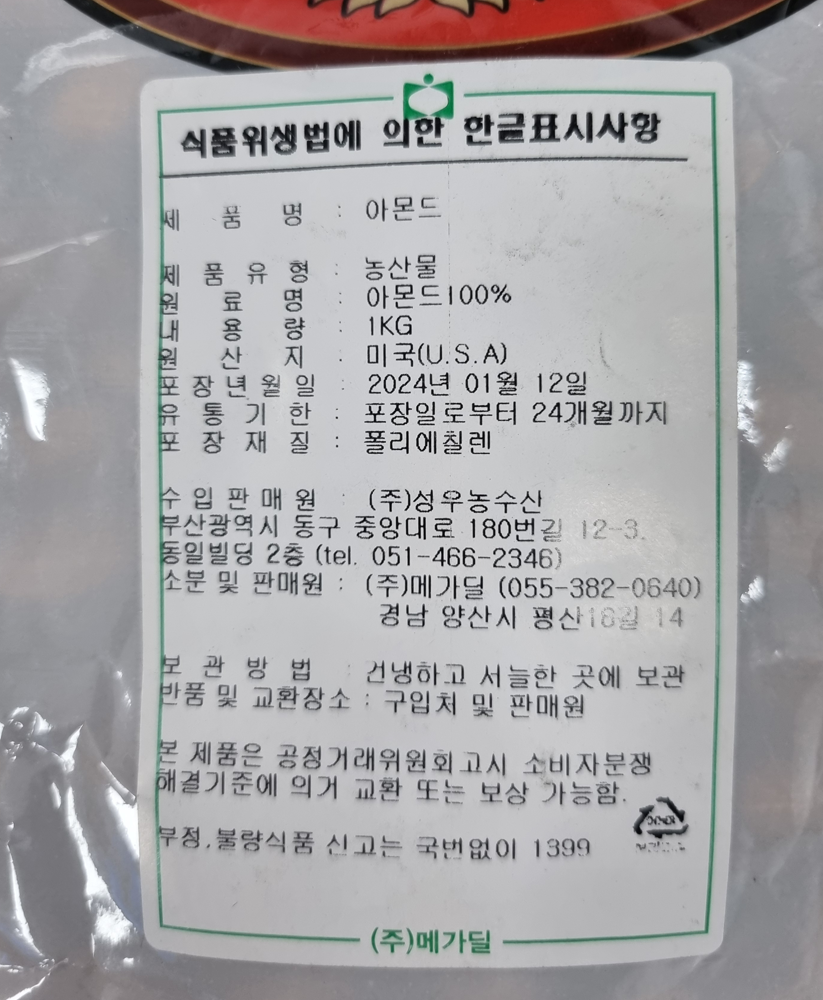 식품위생법에 의한 한글표시사항
제 품 명 : 아몬드
제 품 유 형 : 농산물
원 료 명 : 아몬드100%
내 용 량 : 1KG
원 산 지 : 미국(U.S.A)
포 장 년 월 일 : 2024년 01월 12일
유 통 기 한 : 포장일로부터 24개월까지
포 장 재 질 : 폴리에칠렌
수 입 판 매 원 : (주)성우농수산
부산광역시 동구 중앙대로 180번길 12-3.
동일빌딩 2층 (tel. 051-466-2346)
소분 및 판매원 : (주)메가딜 (055-382-0640)
경남 양산시 평산16길 14
보 관 방 법 : 건냉하고 서늘한 곳에 보관
반품 및 교환장소 : 구입처 및 판매원
본 제품은 공정거래위원회고시 소비자분쟁
해결기준에 의거 교환 또는 보상 가능함.
부정,불량식품 신고는 국번없이 1399
(주)메가딜